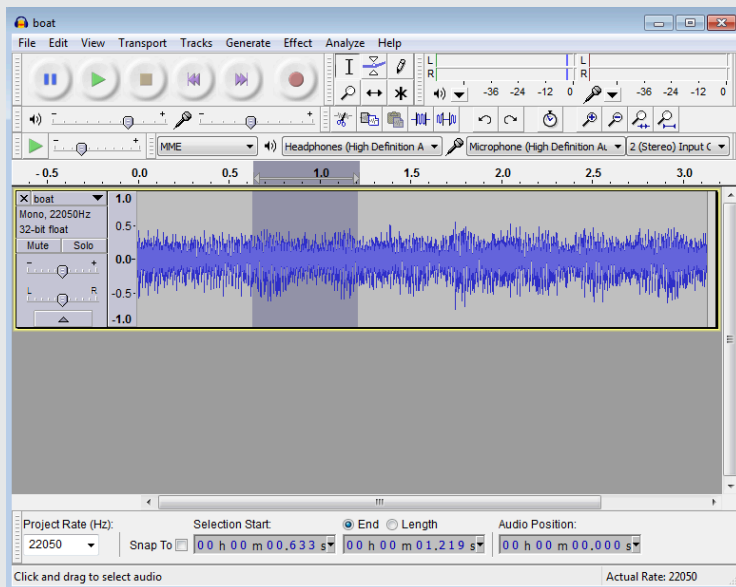 boat
File Edit View Transport Tracks Generate Effect Analyze Help
L L
R R
-36 -24 -12 0 -36 -24 -12 0
- + - +
- + MME Headphones (High Definition A Microphone (High Definition Au 2 (Stereo) Input C
-0.5 0.0 0.5 1.0 1.5 2.0 2.5 3.0
X boat 1.0
Mono, 22050Hz
32-bit float 0.5-
Mute Solo
- + 0.0-
L R -0.5-
-1.0
Project Rate (Hz): Selection Start: End Length Audio Position:
22050 Snap To 00 h 00 m 00.633 s 00 h 00 m 01.219 s 00 h 00 m 00.000 s
Click and drag to select audio Actual Rate: 22050